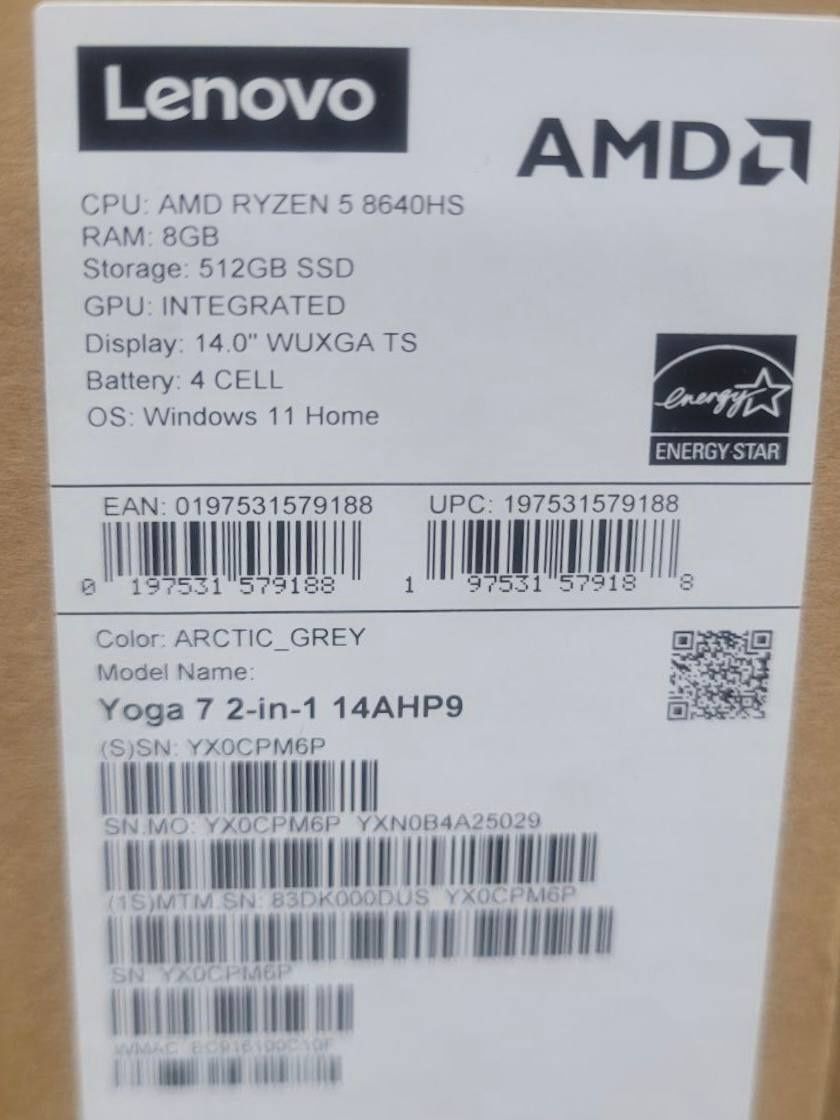 Lenovo
AMD
CPU: AMD RYZEN 5 8640HS
RAM: 8GB
Storage: 512GB SSD
GPU: INTEGRATED
Display: 14.0" WUXGA TS
Battery: 4 CELL
OS: Windows 11 Home
energy
ENERGY STAR
EAN: 0197531579188 UPC: 197531579188
0 197531 579188 1 97531 57918 8
Color: ARCTIC_GREY
Model Name:
Yoga 7 2-in-1 14AHP9
(S)SN: YX0CPM6P
SN.MO: YX0CPM6P YXN0B4A25029
(1S)MTM.SN: 83DK000DUS YX0CPM6P
SN YX0CPM6P
WMAC